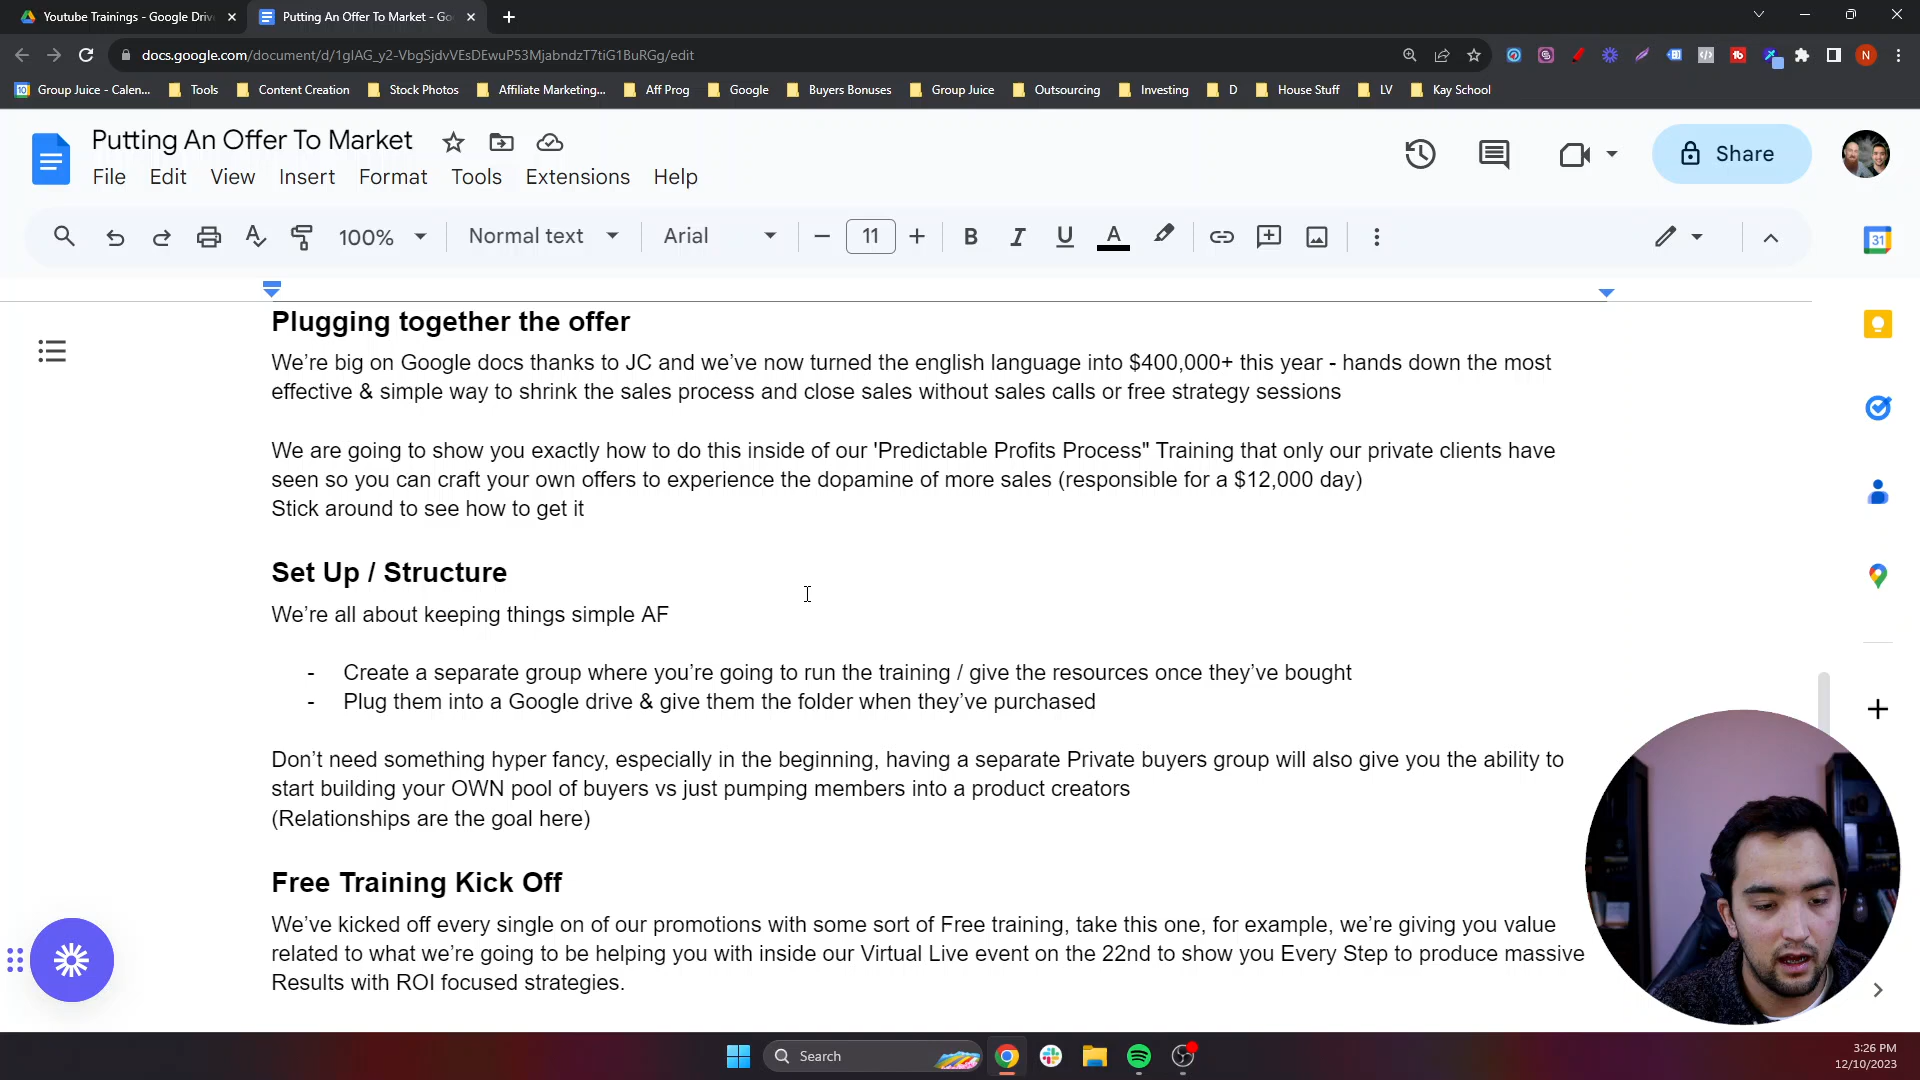 Youtube Trainings - Google Driv
Putting An Offer To Market - Go
docs.google.com/document/d/1glAG_y2-VbgSjdvVEsDEwuP53MjabndzT7tiG1BuRGg/edit
N
Group Juice - Calen...
Tools
Content Creation
Stock Photos
Affiliate Marketing...
Aff Prog
Google
Buyers Bonuses
Group Juice
Outsourcing
Investing
D
House Stuff
LV
Kay School
Putting An Offer To Market
Share
File Edit View Insert Format Tools Extensions Help
100% Normal text Arial 11 B I U A
31
Plugging together the offer
We're big on Google docs thanks to JC and we've now turned the english language into $400,000+ this year - hands down the most
effective & simple way to shrink the sales process and close sales without sales calls or free strategy sessions
We are going to show you exactly how to do this inside of our 'Predictable Profits Process" Training that only our private clients have
seen so you can craft your own offers to experience the dopamine of more sales (responsible for a $12,000 day)
Stick around to see how to get it
Set Up / Structure
We're all about keeping things simple AF
- Create a separate group where you're going to run the training / give the resources once they've bought
- Plug them into a Google drive & give them the folder when they've purchased
Don't need something hyper fancy, especially in the beginning, having a separate Private buyers group will also give you the ability to
start building your OWN pool of buyers vs just pumping members into a product creators
(Relationships are the goal here)
Free Training Kick Off
We've kicked off every single on of our promotions with some sort of Free training, take this one, for example, we're giving you value
related to what we're going to be helping you with inside our Virtual Live event on the 22nd to show you Every Step to produce massive
Results with ROI focused strategies.
Search
3:26 PM
12/10/2023